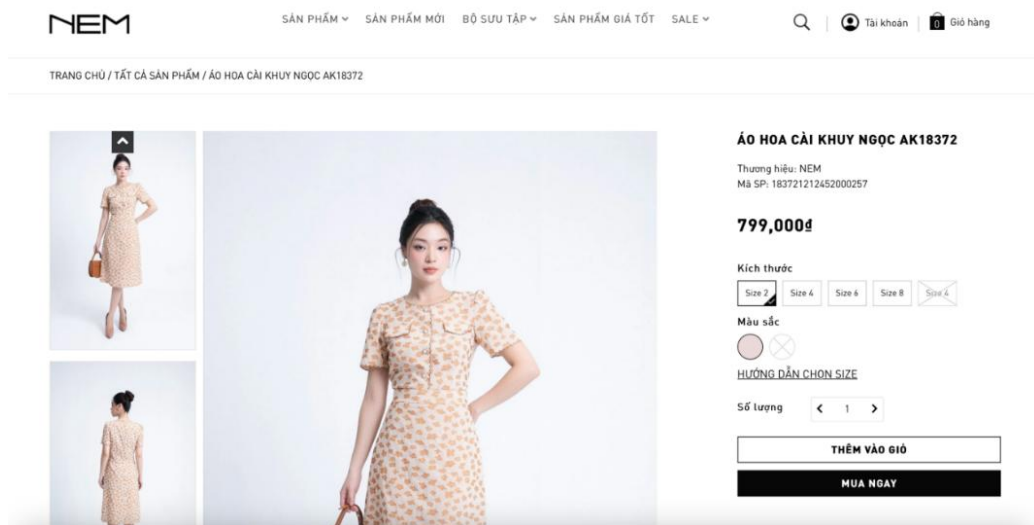 NEM
SẢN PHẨM SẢN PHẨM MỚI BỘ SƯU TẬP SẢN PHẨM GIÁ TỐT SALE
Tài khoản 0 Giỏ hàng
TRANG CHỦ / TẤT CẢ SẢN PHẨM / ÁO HOA CÀI KHUY NGỌC AK18372
ÁO HOA CÀI KHUY NGỌC AK18372
Thương hiệu: NEM
Mã SP: 183721212452000257
799,000₫
Kích thước
Size 2 Size 4 Size 6 Size 8 Size 4
Màu sắc
HƯỚNG DẪN CHỌN SIZE
Số lượng 1
THÊM VÀO GIỎ
MUA NGAY